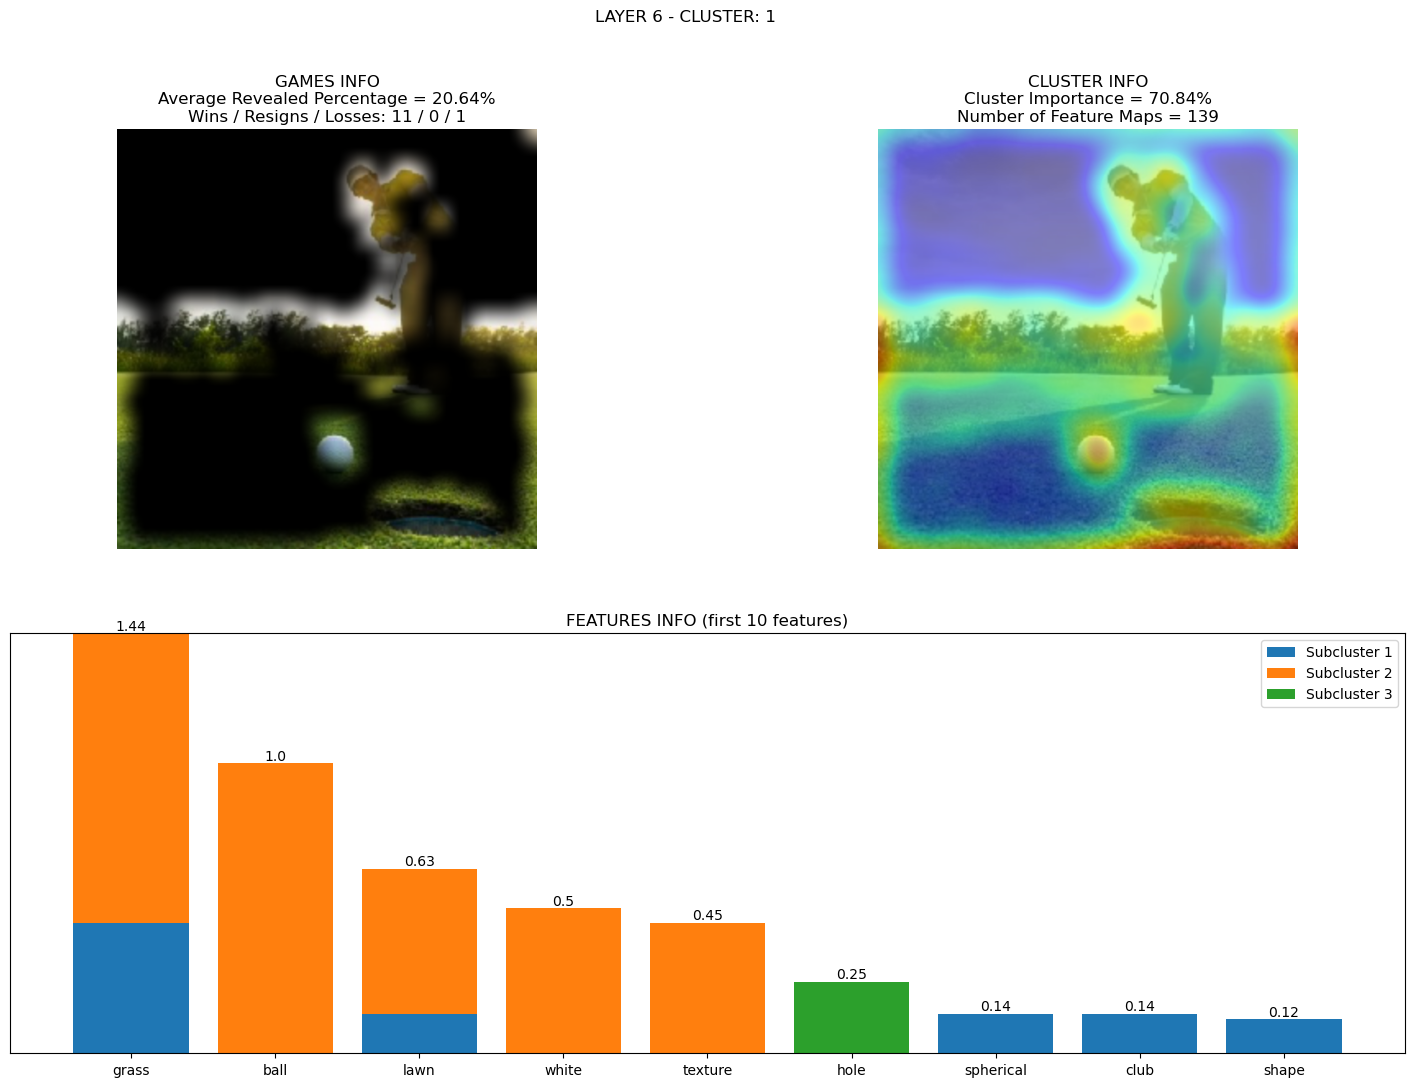 LAYER 6 - CLUSTER: 1
GAMES INFO
Average Revealed Percentage = 20.64%
Wins / Resigns / Losses: 11 / 0 / 1
CLUSTER INFO
Cluster Importance = 70.84%
Number of Feature Maps = 139
FEATURES INFO (first 10 features)
1.44
1.0
0.63
0.5
0.45
0.25
0.14
0.14
0.12
Subcluster 1
Subcluster 2
Subcluster 3
grass
ball
lawn
white
texture
hole
spherical
club
shape